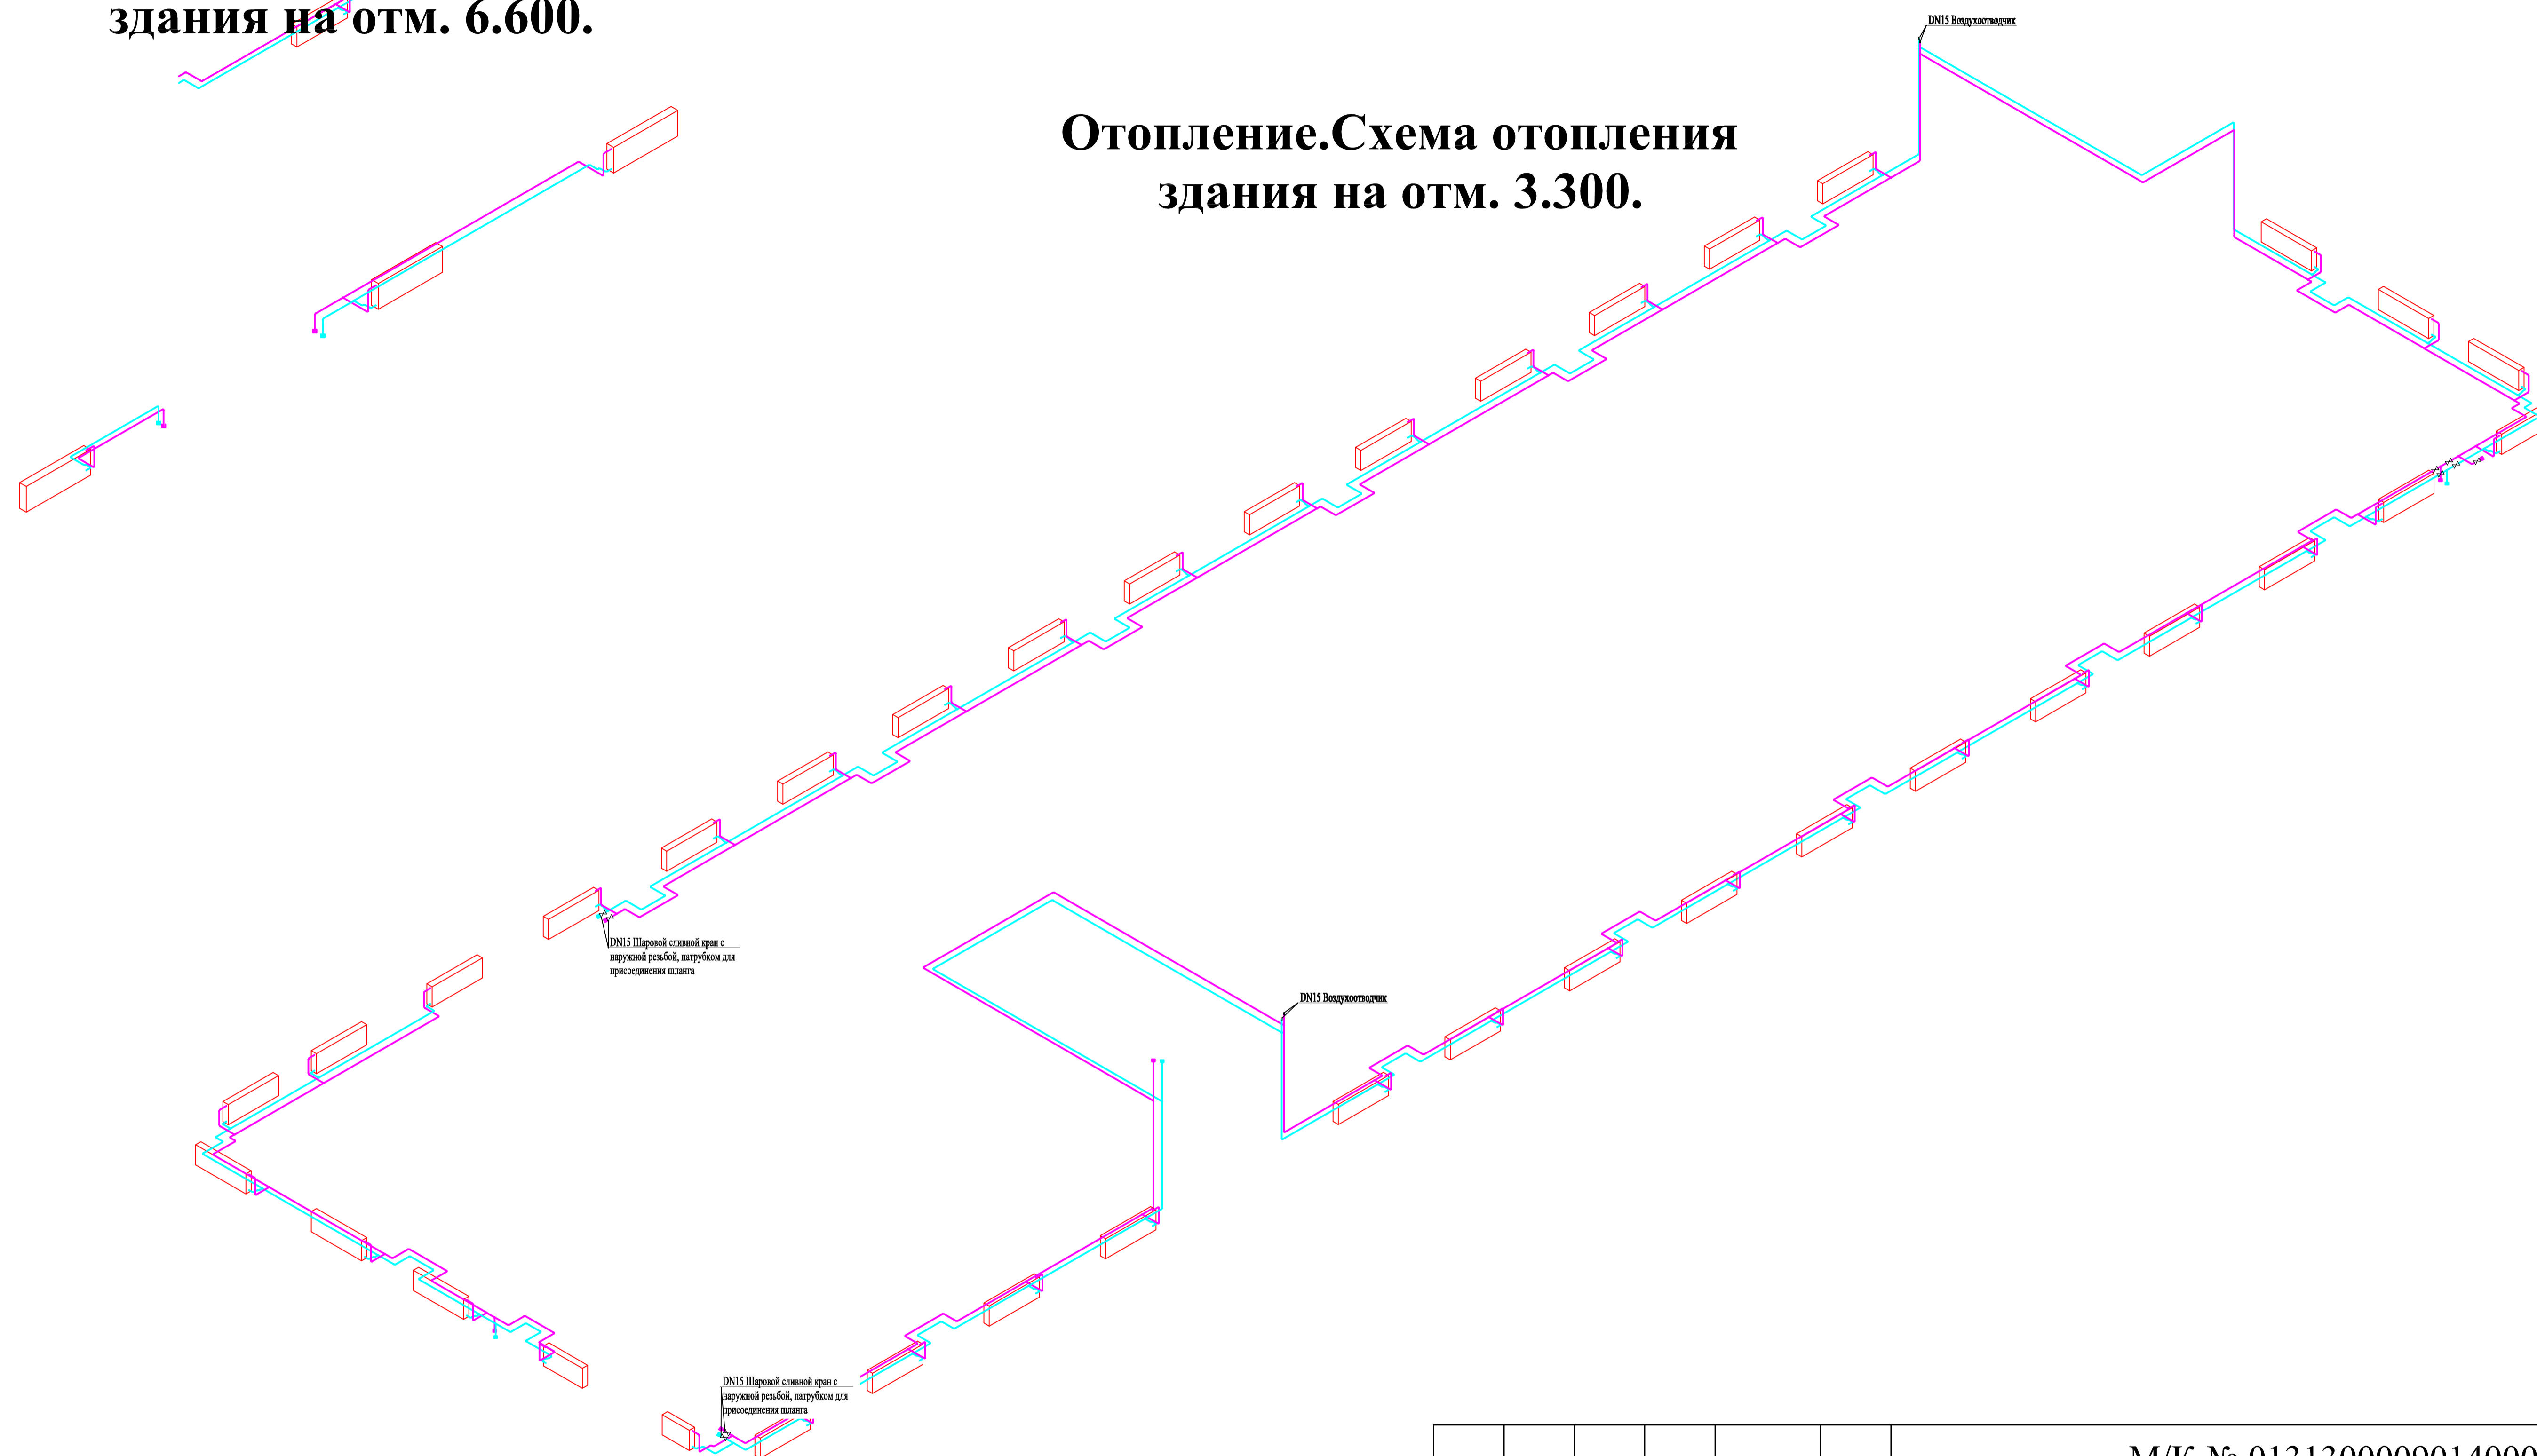 здания на отм. 6.600.
DN15 Воздухоотводчик
Отопление.Схема отопления
здания на отм. 3.300.
DN15 Шаровой сливной кран с
наружной резьбой, патрубком для
присоединения шланга
DN15 Воздухоотводчик
DN15 Шаровой сливной кран с
наружной резьбой, патрубком для
присоединения шланга